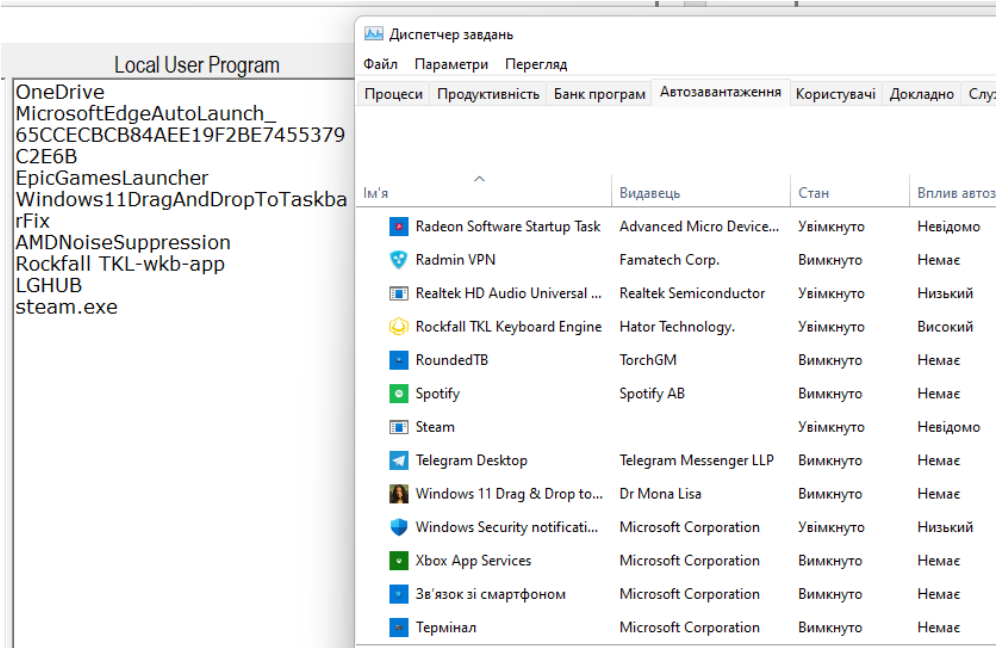 Local User Program
OneDrive
MicrosoftEdgeAutoLaunch_
65CCECBCB84AEE19F2BE7455379
C2E6B
EpicGamesLauncher
Windows11DragAndDropToTaskba
rFix
AMDNoiseSuppression
Rockfall TKL-wkb-app
LGHUB
steam.exe
Диспетчер завдань
Файл Параметри Перегляд
Процеси Продуктивність Банк програм Автозавантаження Користувачі Докладно Служ
Ім'я Видавець Стан Вплив автоз
Radeon Software Startup Task Advanced Micro Device... Увімкнуто Невідомо
Radmin VPN Famatech Corp. Вимкнуто Немає
Realtek HD Audio Universal ... Realtek Semiconductor Увімкнуто Низький
Rockfall TKL Keyboard Engine Hator Technology. Увімкнуто Високий
RoundedTB TorchGM Вимкнуто Немає
Spotify Spotify AB Вимкнуто Немає
Steam Увімкнуто Невідомо
Telegram Desktop Telegram Messenger LLP Вимкнуто Немає
Windows 11 Drag & Drop to... Dr Mona Lisa Вимкнуто Немає
Windows Security notificati... Microsoft Corporation Увімкнуто Низький
Xbox App Services Microsoft Corporation Вимкнуто Немає
Зв'язок зі смартфоном Microsoft Corporation Вимкнуто Немає
Термінал Microsoft Corporation Вимкнуто Немає